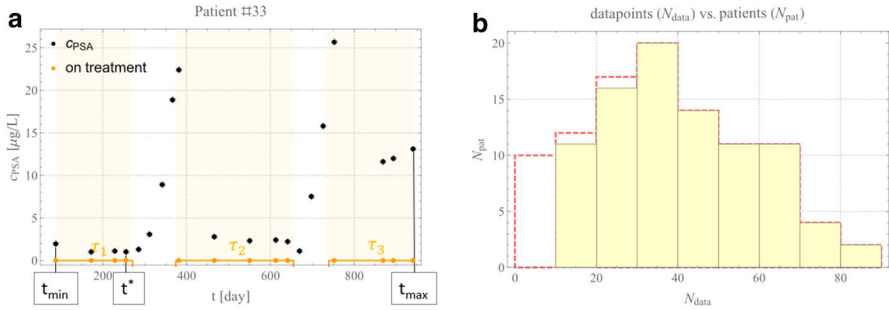 a
Patient #33
c_PSA
on treatment
c_PSA [µg/L]
25
20
15
10
5
0
τ1
τ2
τ3
200
400
600
800
t [day]
t_min
t*
t_max
b
datapoints (N_data) vs. patients (N_pat)
N_pat
20
15
10
5
0
0
20
40
60
80
N_data